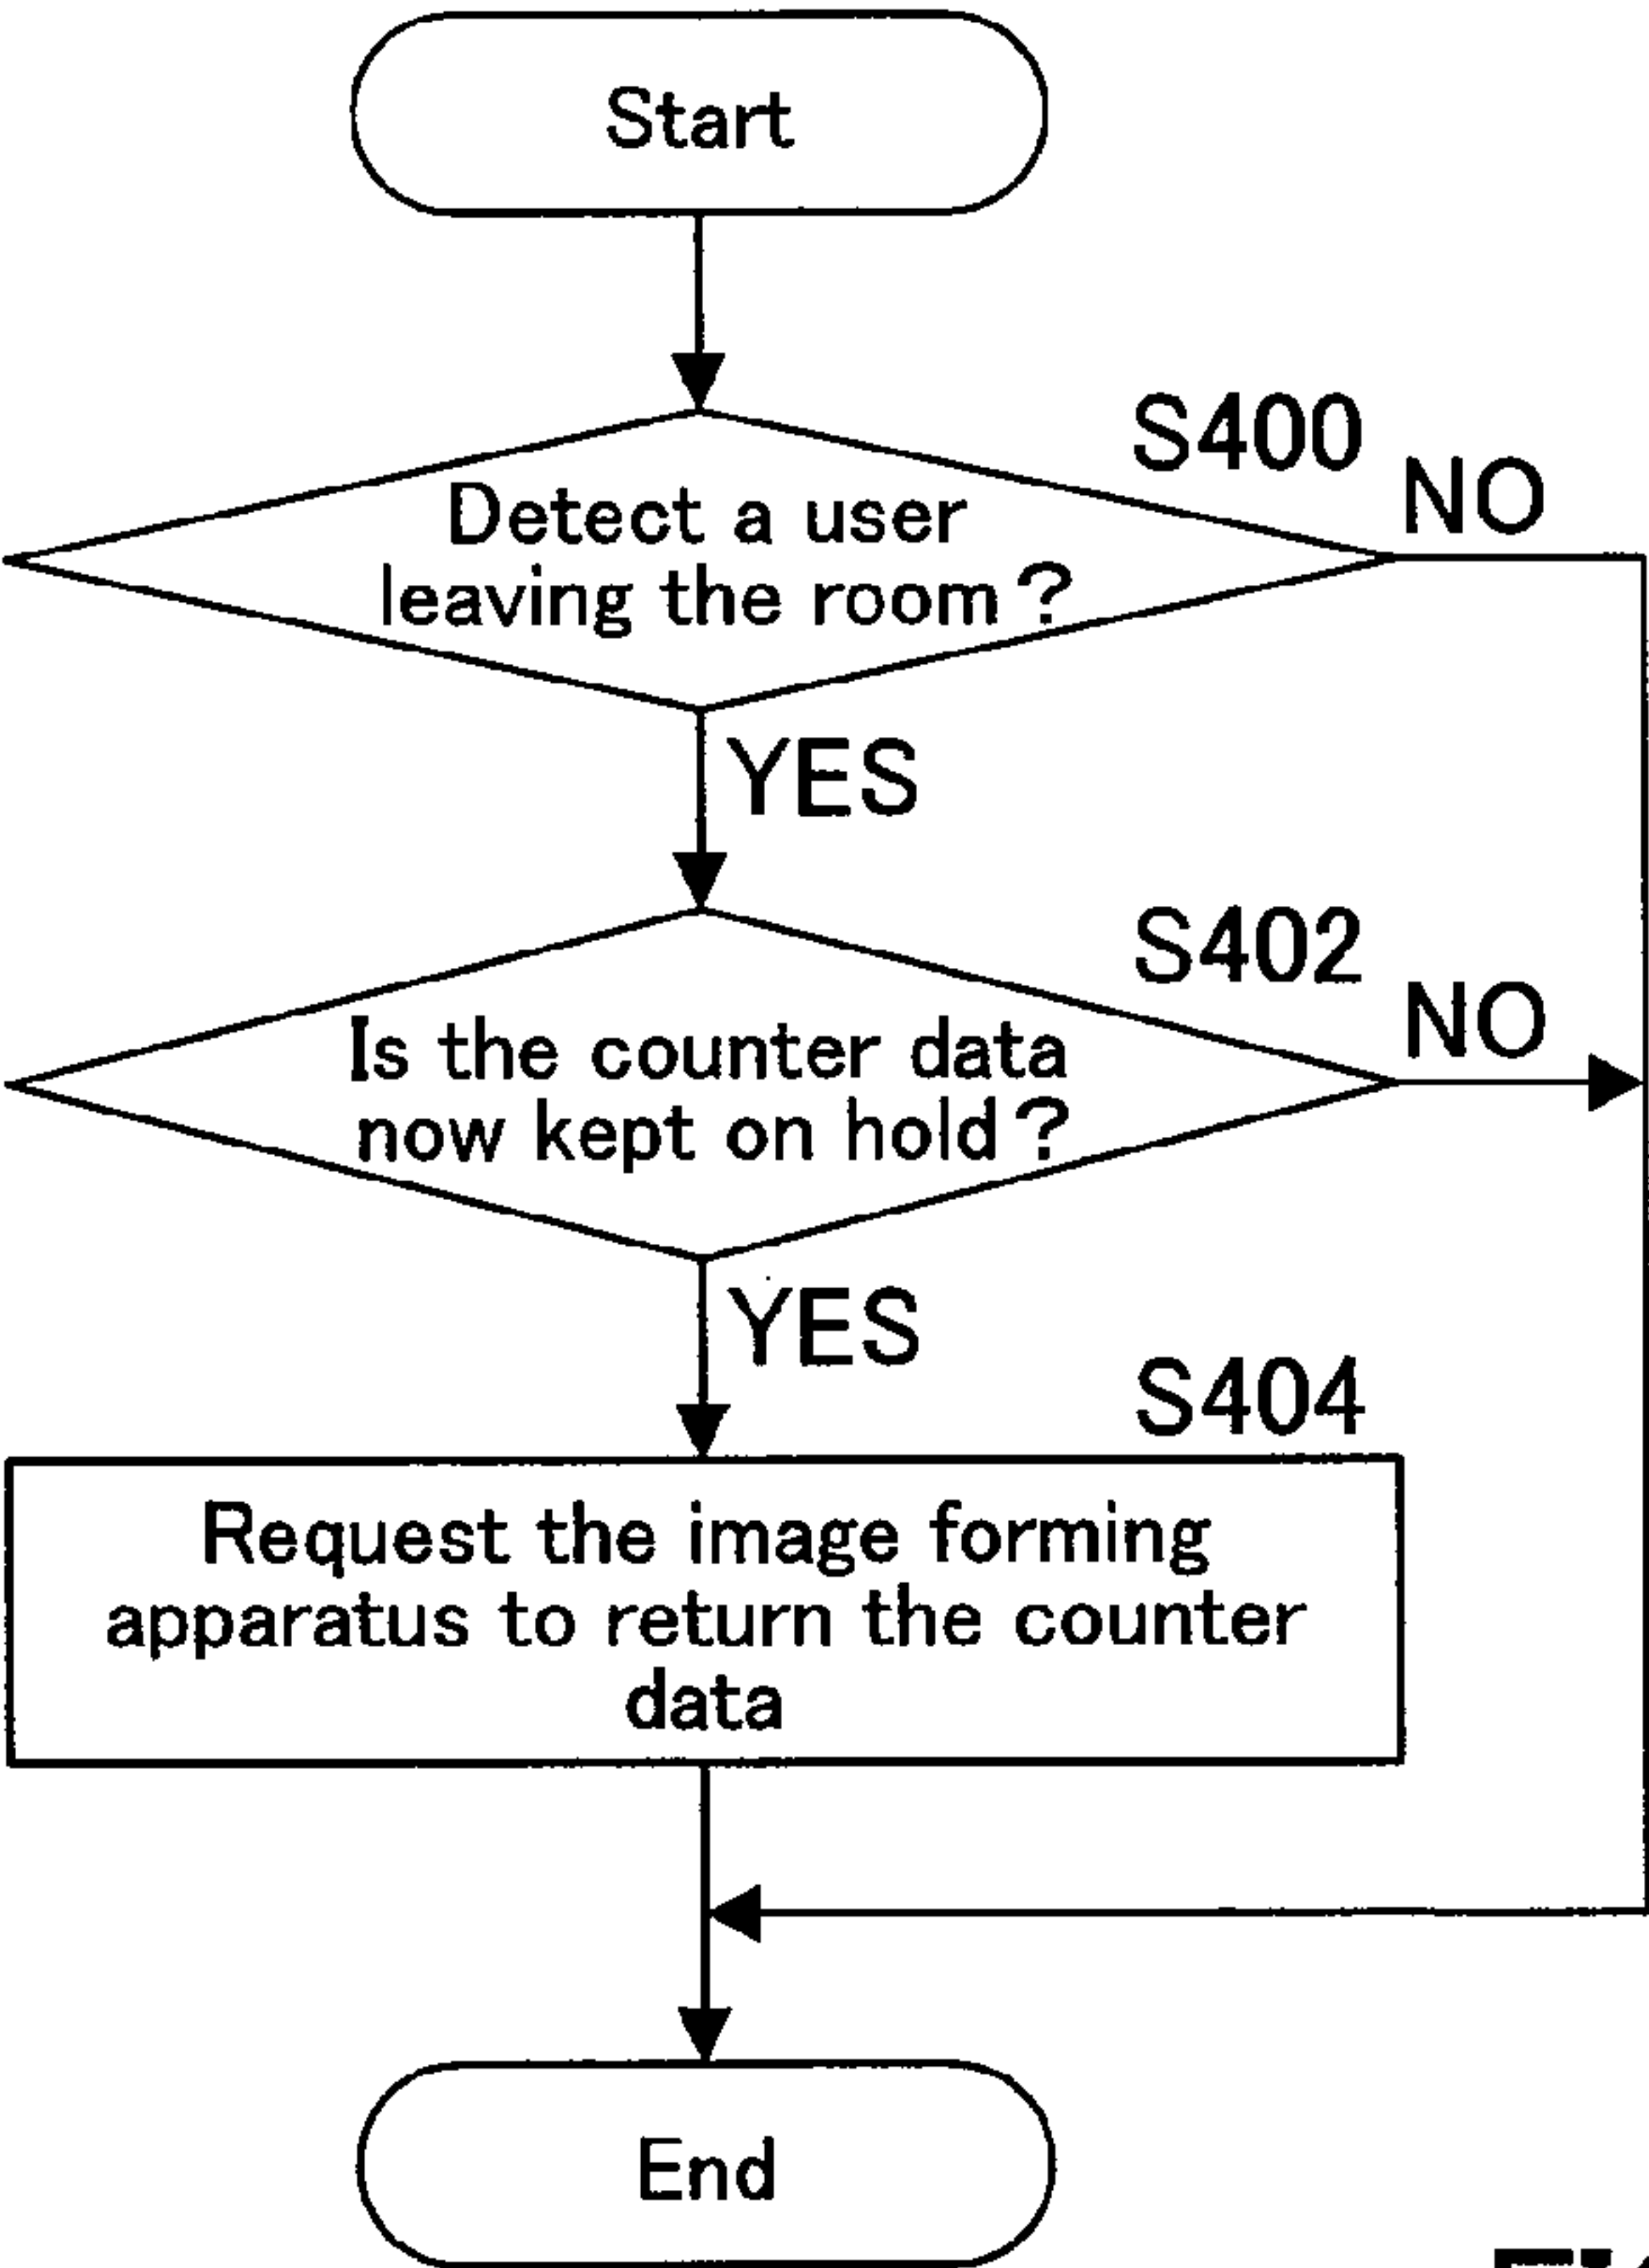 Start
S400
NO
Detect a user
leaving the room?
YES
S402
NO
Is the counter data
now kept on hold?
YES
S404
Request the image forming
apparatus to return the counter
data
End